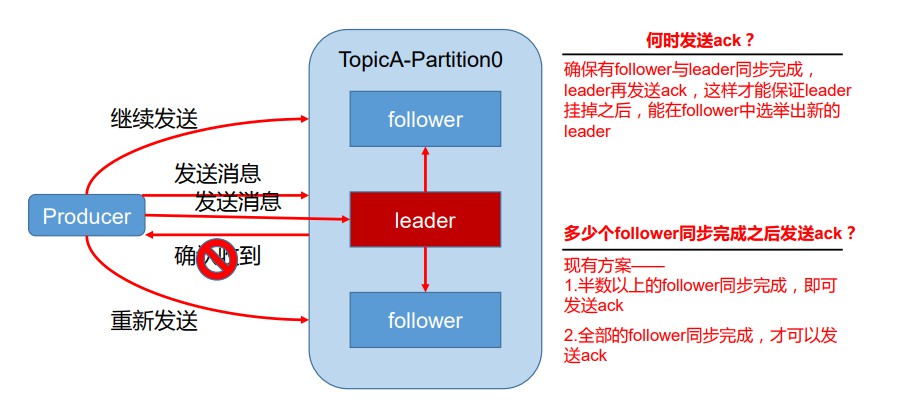 TopicA-Partition0
follower
继续发送
发送消息
发送消息
Producer
leader
确认收到
重新发送
follower
何时发送ack？
确保有follower与leader同步完成，
leader再发送ack，这样才能保证leader
挂掉之后，能在follower中选举出新的
leader
多少个follower同步完成之后发送ack？
现有方案——
1.半数以上的follower同步完成，即可
发送ack
2.全部的follower同步完成，才可以发
送ack